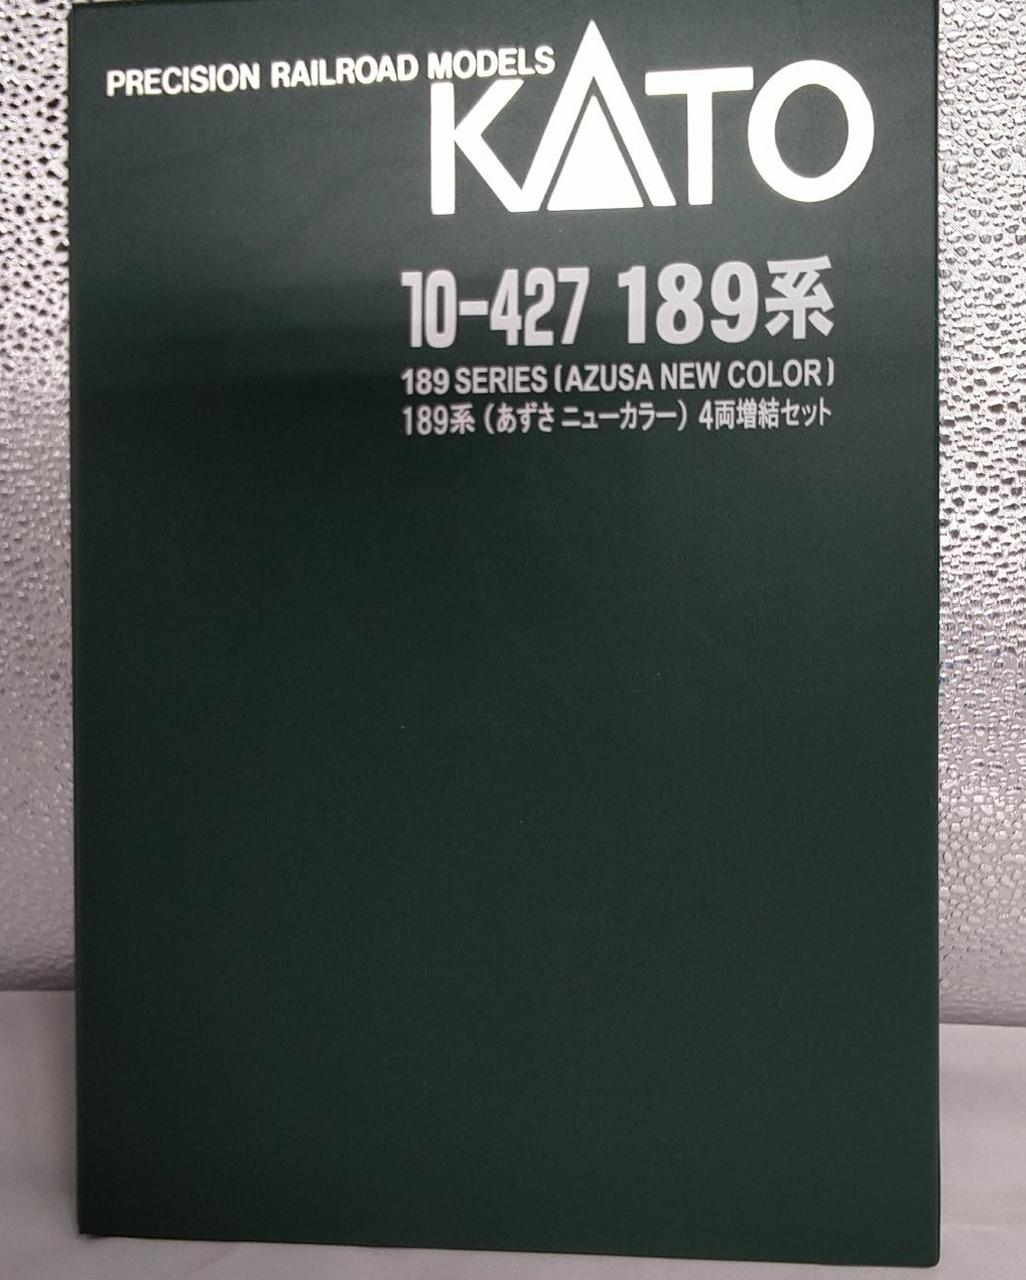 PRECISION RAILROAD MODELS
KATO
10-427 189系
189 SERIES (AZUSA NEW COLOR)
189系（あずさ ニューカラー）4両増結セット